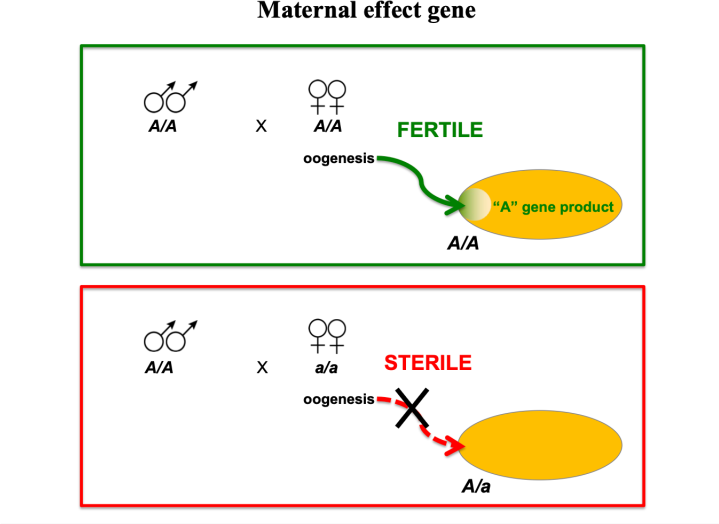 Maternal effect gene
A/A X A/A
FERTILE
oogenesis
“A” gene product
A/A
A/A X a/a
STERILE
oogenesis
A/a